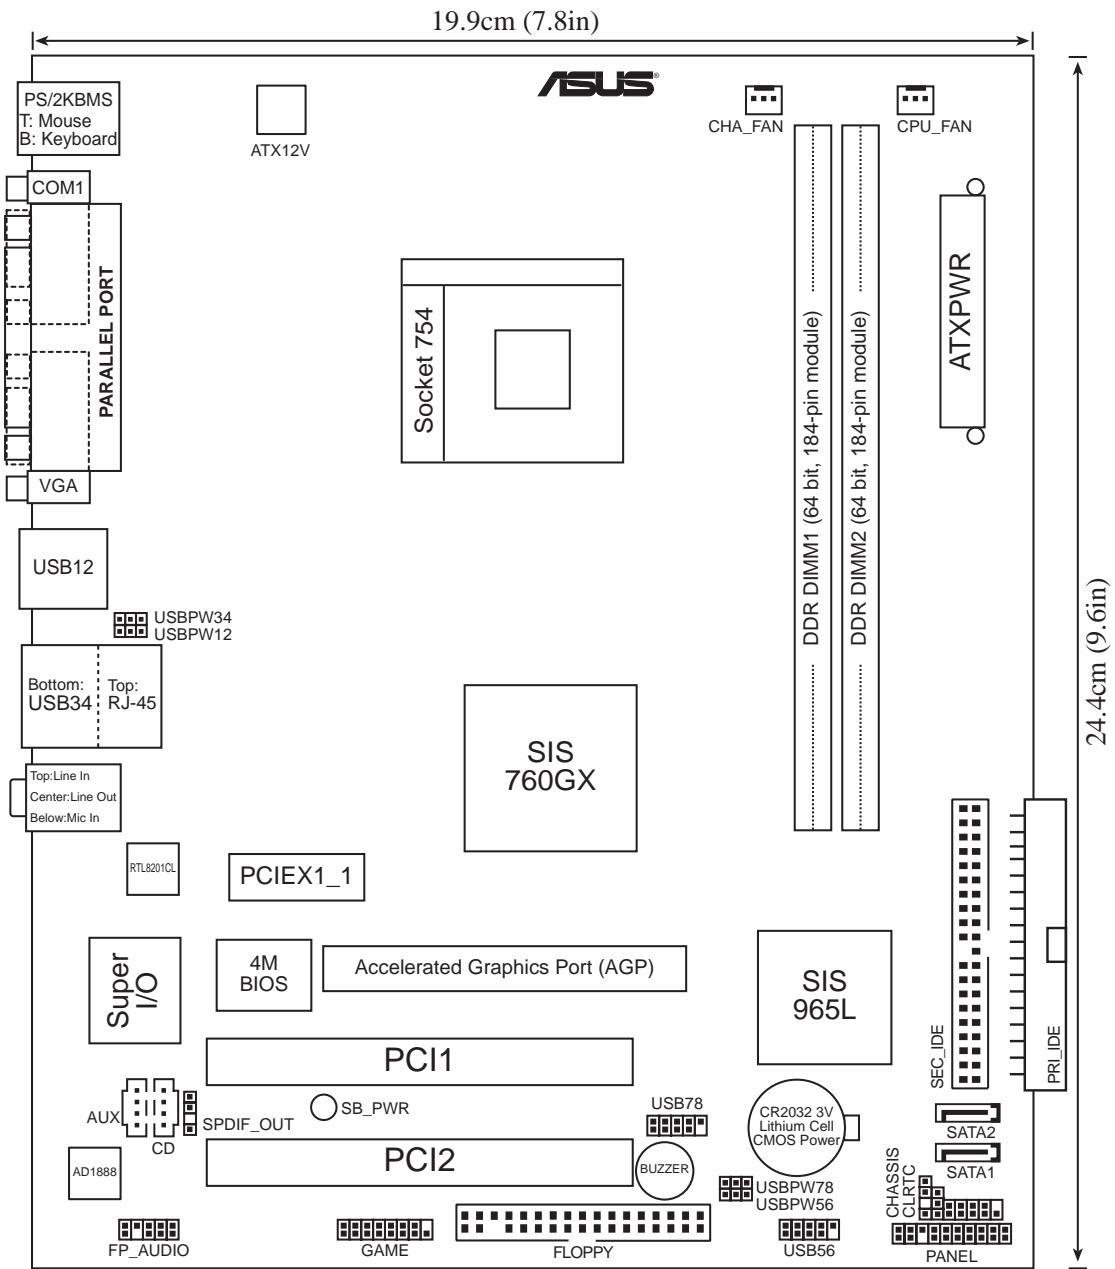 19.9cm (7.8in)
ASUS
PS/2KBMS
T: Mouse
B: Keyboard
ATX12V
CHA_FAN
CPU_FAN
COM1
PARALLEL PORT
VGA
Socket 754
DDR DIMM1 (64 bit, 184-pin module)
DDR DIMM2 (64 bit, 184-pin module)
ATXPWR
24.4cm (9.6in)
USB12
USBPW34
USBPW12
Bottom:
USB34
Top:
RJ-45
SIS
760GX
Top:Line In
Center:Line Out
Below:Mic In
RTL8201CL
PCIEX1_1
Super
I/O
4M
BIOS
Accelerated Graphics Port (AGP)
SIS
965L
SEC_IDE
PRI_IDE
PCI1
AUX
CD
SPDIF_OUT
SB_PWR
USB78
CR2032 3V
Lithium Cell
CMOS Power
SATA2
SATA1
AD1888
PCI2
BUZZER
USBPW78
USBPW56
CHASSIS
CLRTC
FP_AUDIO
GAME
FLOPPY
USB56
PANEL